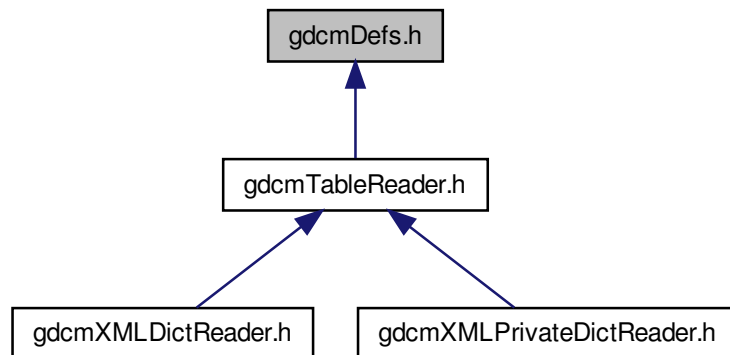 gdcmDefs.h
gdcmTableReader.h
gdcmXMLDictReader.h
gdcmXMLPrivateDictReader.h